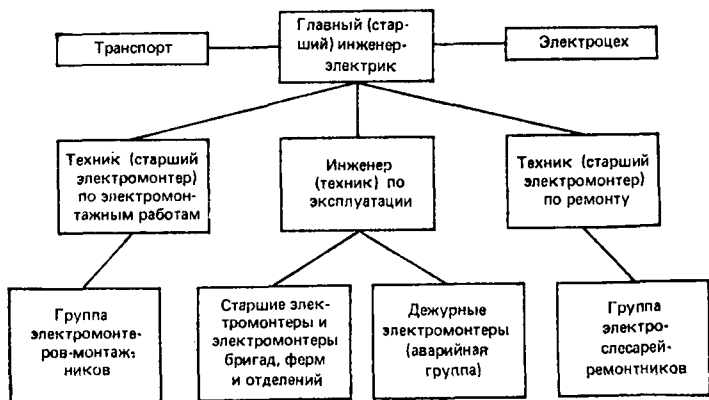 Транспорт
Главный (стар-
ший) инженер-
электрик
Электроцех
Техник (старший
электромонтер)
по электромон-
тажным работам
Инженер
(техник) по
эксплуатации
Техник (старший
электромонтер)
по ремонту
Группа
электромонте-
ров-монтаж-
ников
Старшие элек-
тромонтеры и
электромонтеры
бригад, ферм
и отделений
Дежурные
электромонтеры
(аварийная
группа)
Группа
электро-
слесарей-
ремонтников